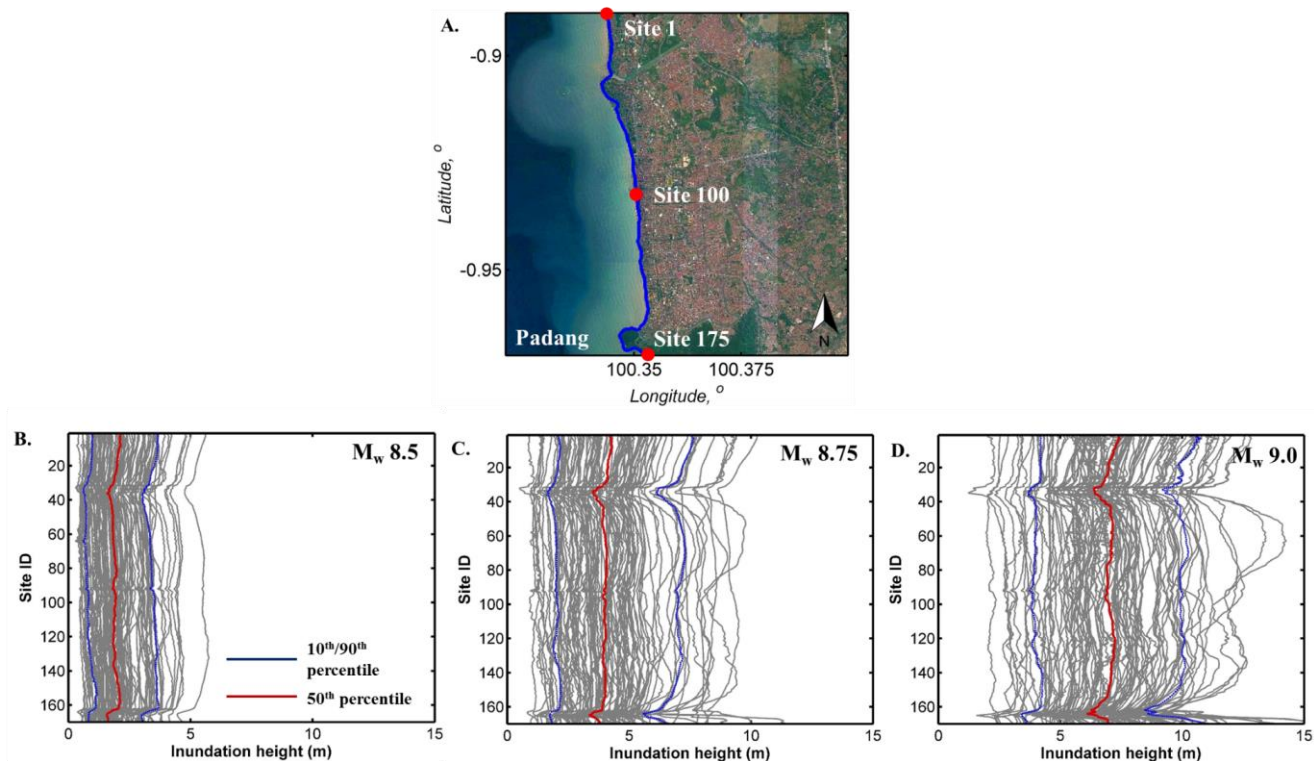 A.
Site 1
-0.9
Site 100
Latitude, °
-0.95
Padang
Site 175
N
100.35
100.375
Longitude, °
B.
M_w 8.5
20
40
60
80
100
120
140
160
Site ID
10th/90th
percentile
50th percentile
0
5
10
15
Inundation height (m)
C.
M_w 8.75
20
40
60
80
100
120
140
160
Site ID
0
5
10
15
Inundation height (m)
D.
M_w 9.0
20
40
60
80
100
120
140
160
Site ID
0
5
10
15
Inundation height (m)